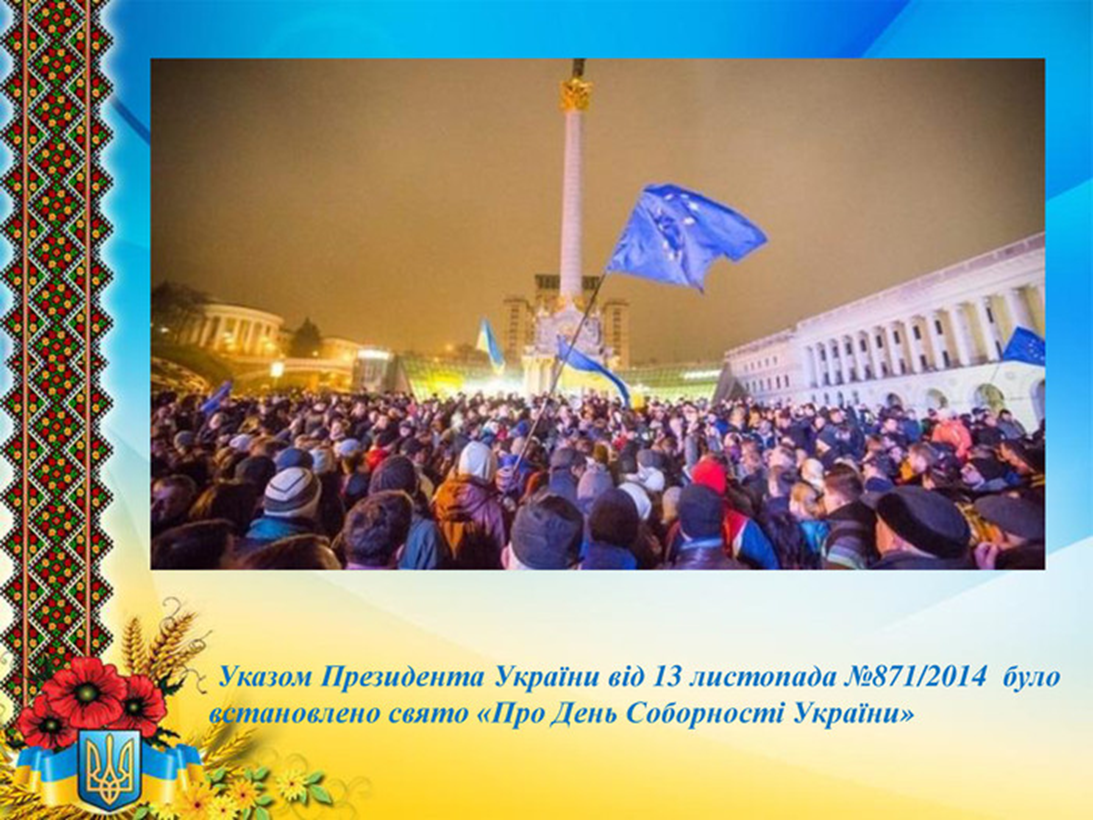 Указом Президента України від 13 листопада №871/2014 було
встановлено свято «Про День Соборності України»